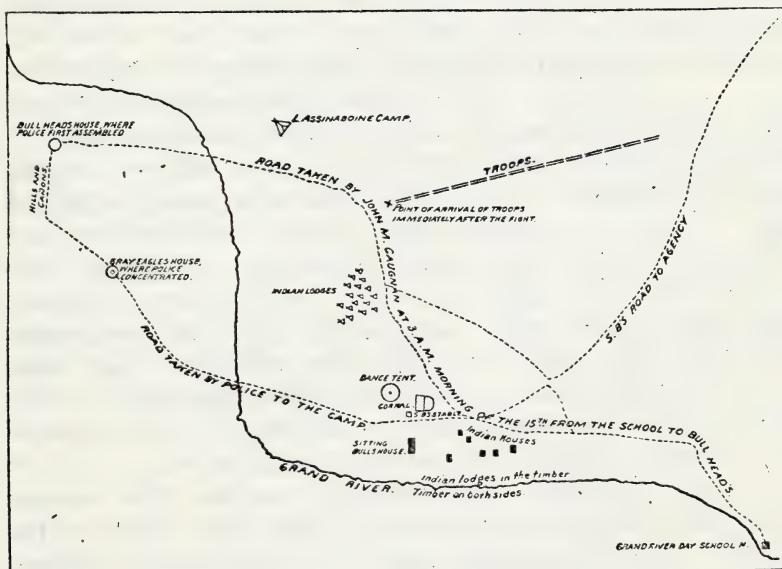 BULL HEADS HOUSE, WHERE
POLICE FIRST ASSEMBLED
ASSINABOINE CAMP.
TROOPS.
HILLS AND
CAÑONS.
POINT OF ARRIVAL OF TROOPS
IMMEDIATELY AFTER THE FIGHT.
GRAY EAGLES HOUSE,
WHERE POLICE
CONCENTRATED.
INDIAN LODGES
S.B'S ROAD TO AGENCY
ROAD TAKEN BY JOHN M. CAUGHNAN AT 3. A.M. MORNING OF THE 15TH FROM THE SCHOOL TO BULL HEAD'S.
ROAD TAKEN BY POLICE TO THE CAMP.
DANCE TENT.
CORRAL
S.B'S STABLE
SITTING
BULLS HOUSE.
Indian Houses
GRAND RIVER.
Indian lodges in the timber
Timber on both sides
GRAND RIVER DAY SCHOOL N.